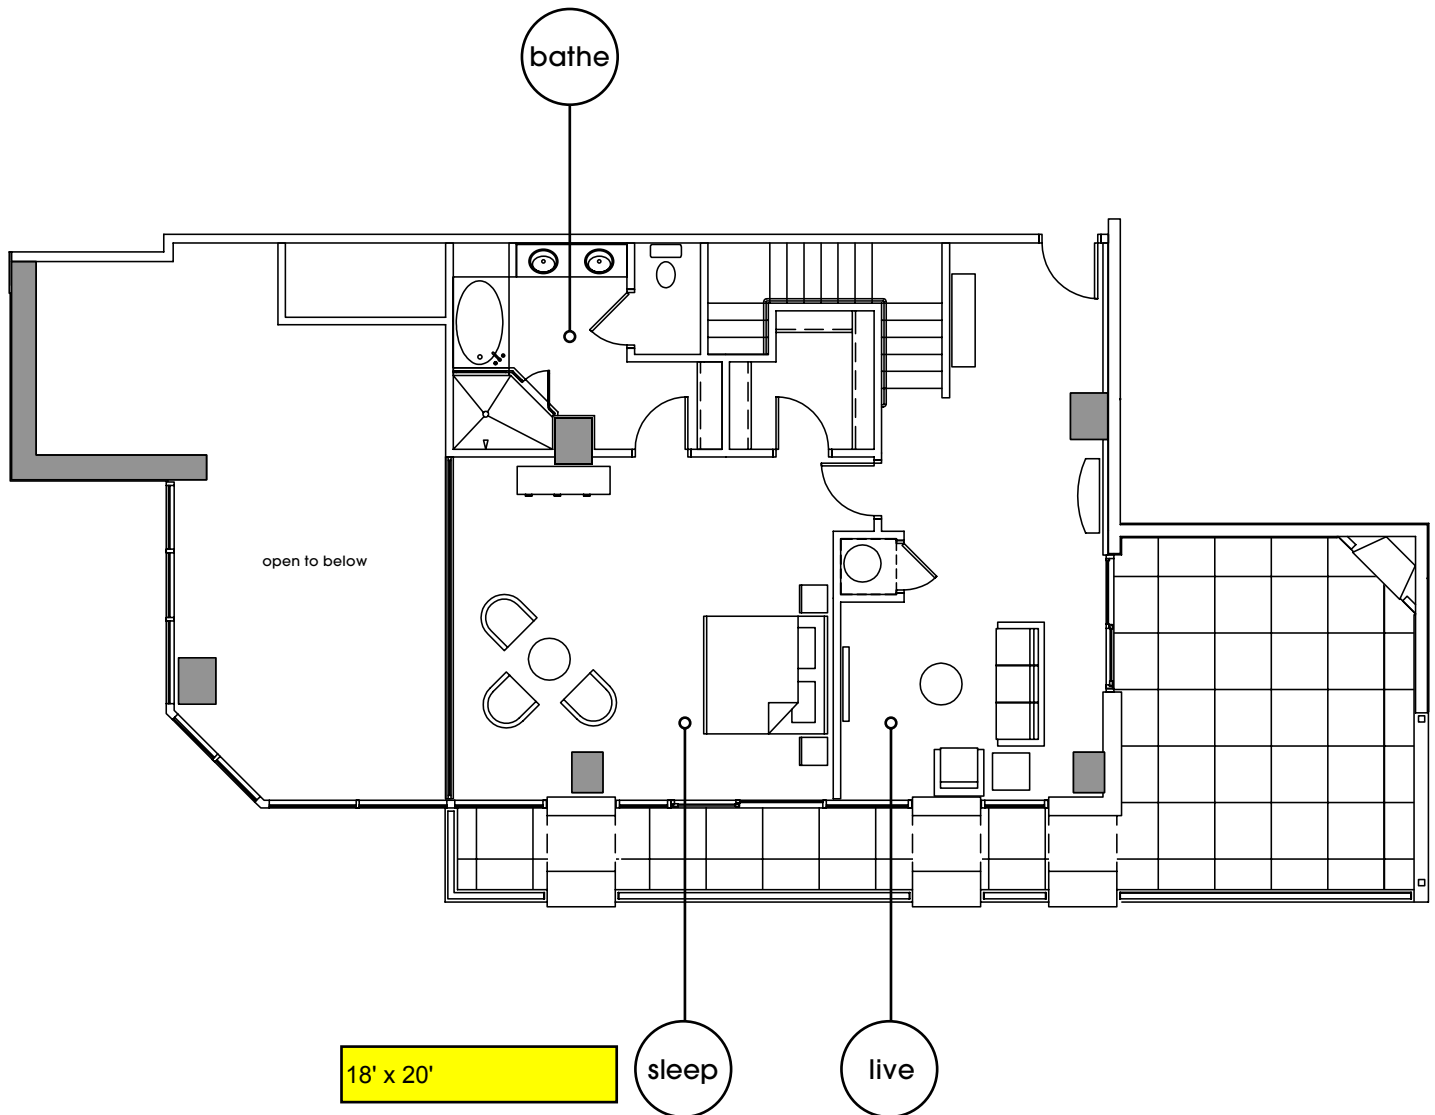 bathe
open to below
18' x 20'
sleep
live